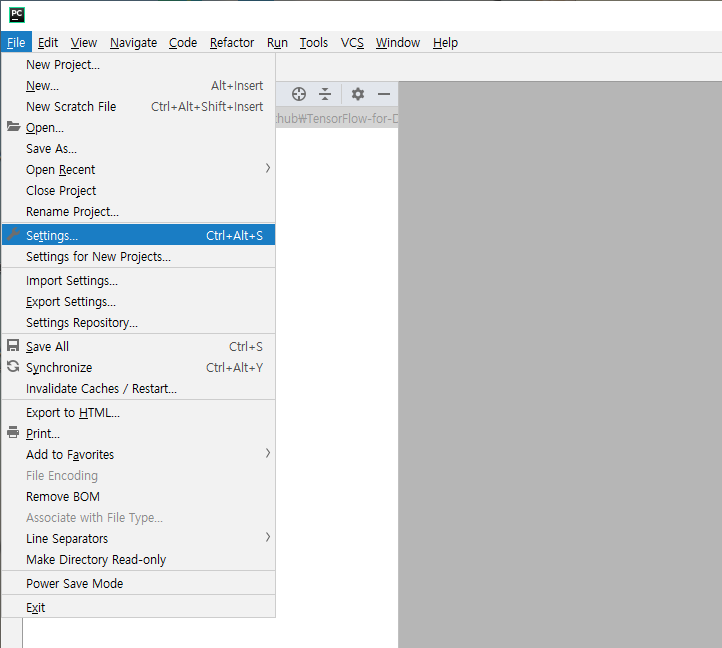 PC
File Edit View Navigate Code Refactor Run Tools VCS Window Help
New Project...
New... Alt+Insert
New Scratch File Ctrl+Alt+Shift+Insert
hub₩TensorFlow-for-D
Open...
Save As...
Open Recent
Close Project
Rename Project...
Settings... Ctrl+Alt+S
Settings for New Projects...
Import Settings...
Export Settings...
Settings Repository...
Save All Ctrl+S
Synchronize Ctrl+Alt+Y
Invalidate Caches / Restart...
Export to HTML...
Print...
Add to Favorites
File Encoding
Remove BOM
Associate with File Type...
Line Separators
Make Directory Read-only
Power Save Mode
Exit